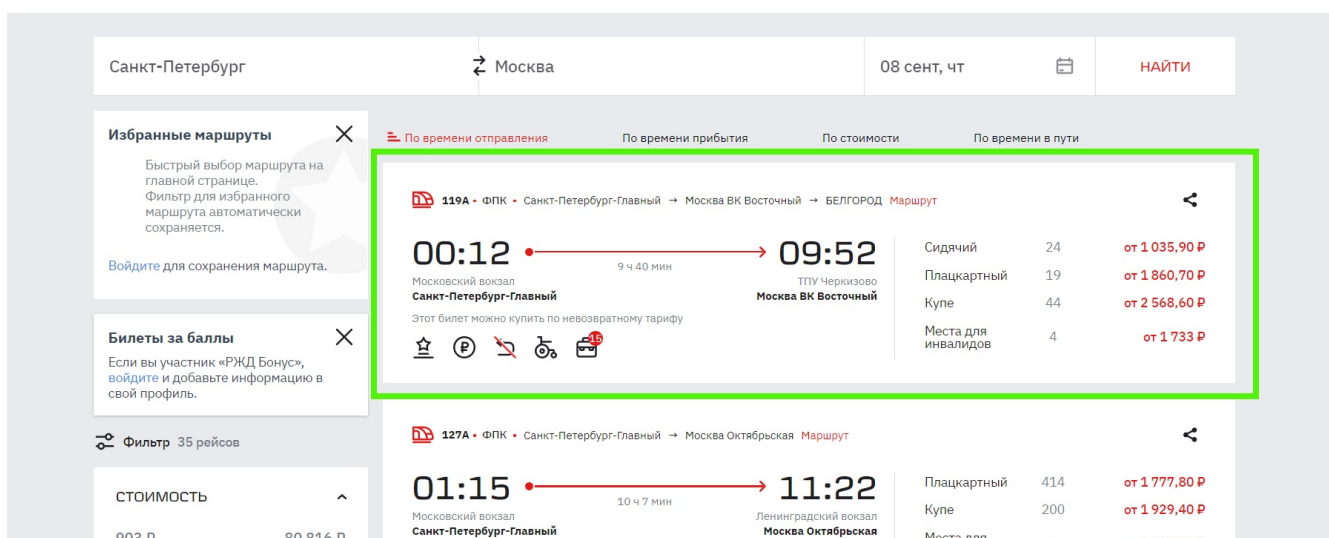 Санкт-Петербург
Москва
08 сент, чт
НАЙТИ
Избранные маршруты
Быстрый выбор маршрута на
главной странице.
Фильтр для избранного
маршрута автоматически
сохраняется.
Войдите для сохранения маршрута.
Билеты за баллы
Если вы участник «РЖД Бонус»,
войдите и добавьте информацию в
свой профиль.
Фильтр 35 рейсов
СТОИМОСТЬ
903 ₽ 80 816 ₽
По времени отправления По времени прибытия По стоимости По времени в пути
119А • ФПК • Санкт-Петербург-Главный → Москва ВК Восточный → БЕЛГОРОД Маршрут
00:12 09:52
9 ч 40 мин
Московский вокзал ТПУ Черкизово
Санкт-Петербург-Главный Москва ВК Восточный
Этот билет можно купить по невозвратному тарифу
15
Сидячий 24 от 1 035,90 ₽
Плацкартный 19 от 1 860,70 ₽
Купе 44 от 2 568,60 ₽
Места для
инвалидов 4 от 1 733 ₽
127А • ФПК • Санкт-Петербург-Главный → Москва Октябрьская Маршрут
01:15 11:22
10 ч 7 мин
Московский вокзал Ленинградский вокзал
Санкт-Петербург-Главный Москва Октябрьская
Плацкартный 414 от 1 777,80 ₽
Купе 200 от 1 929,40 ₽
Места для